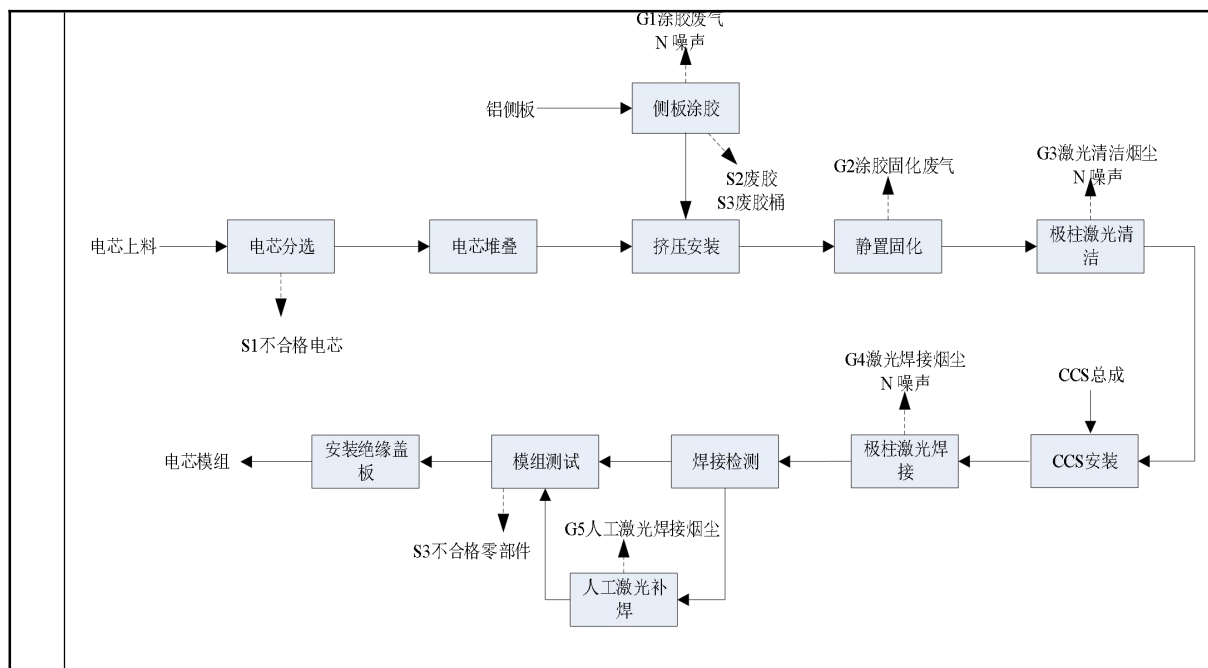 G1涂胶废气
N 噪声
铝侧板
侧板涂胶
S2废胶
S3废胶桶
G2涂胶固化废气
G3激光清洁烟尘
N 噪声
电芯上料
电芯分选
电芯堆叠
挤压安装
静置固化
极柱激光清
洁
S1不合格电芯
G4激光焊接烟尘
N 噪声
CCS总成
电芯模组
安装绝缘盖
板
模组测试
焊接检测
极柱激光焊
接
CCS安装
S3不合格零部件
G5人工激光焊接烟尘
人工激光补
焊